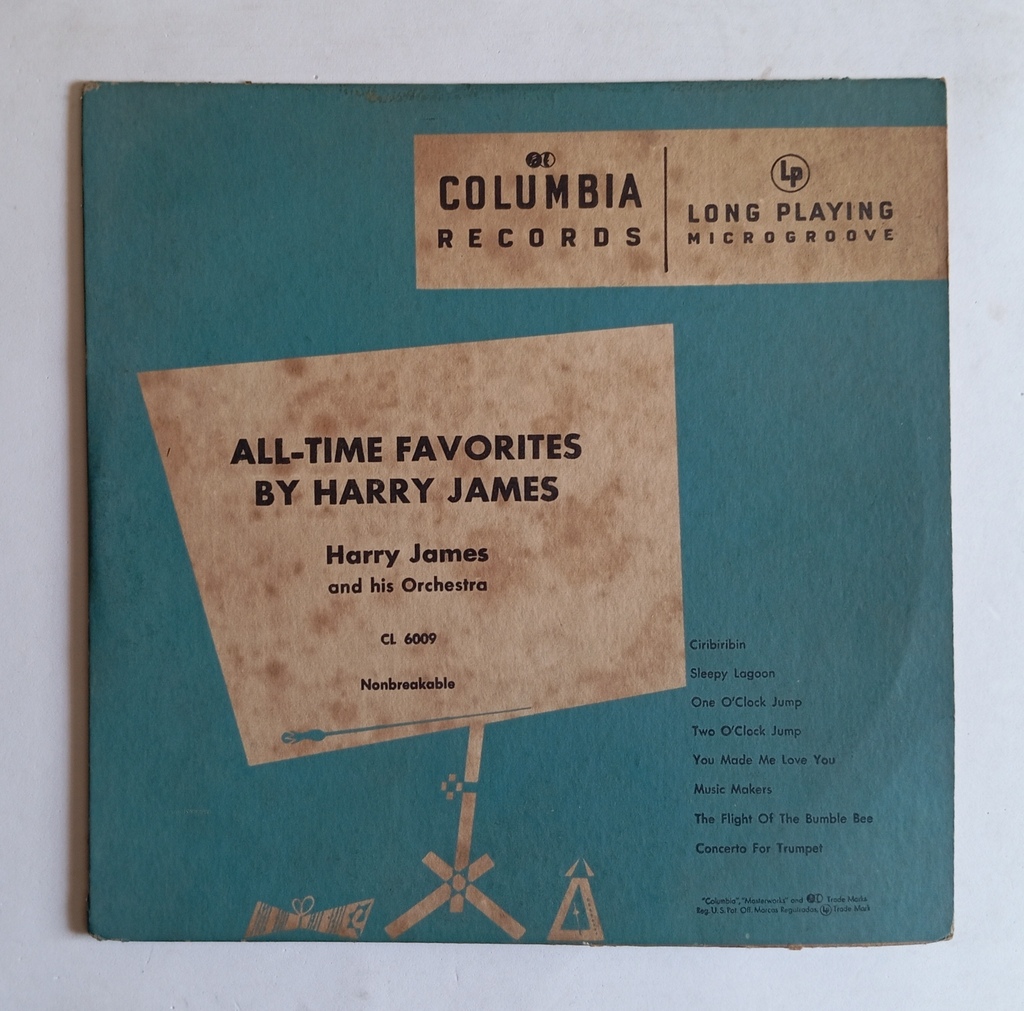 COLUMBIA
RECORDS
Lp
LONG PLAYING
MICROGROOVE
ALL-TIME FAVORITES
BY HARRY JAMES
Harry James
and his Orchestra
CL 6009
Nonbreakable
Ciribiribin
Sleepy Lagoon
One O'Clock Jump
Two O'Clock Jump
You Made Me Love You
Music Makers
The Flight Of The Bumble Bee
Concerto For Trumpet
"Columbia", "Masterworks" and Trade Marks
Reg. U. S. Pat. Off. Marcas Registradas, Lp Trade Mark